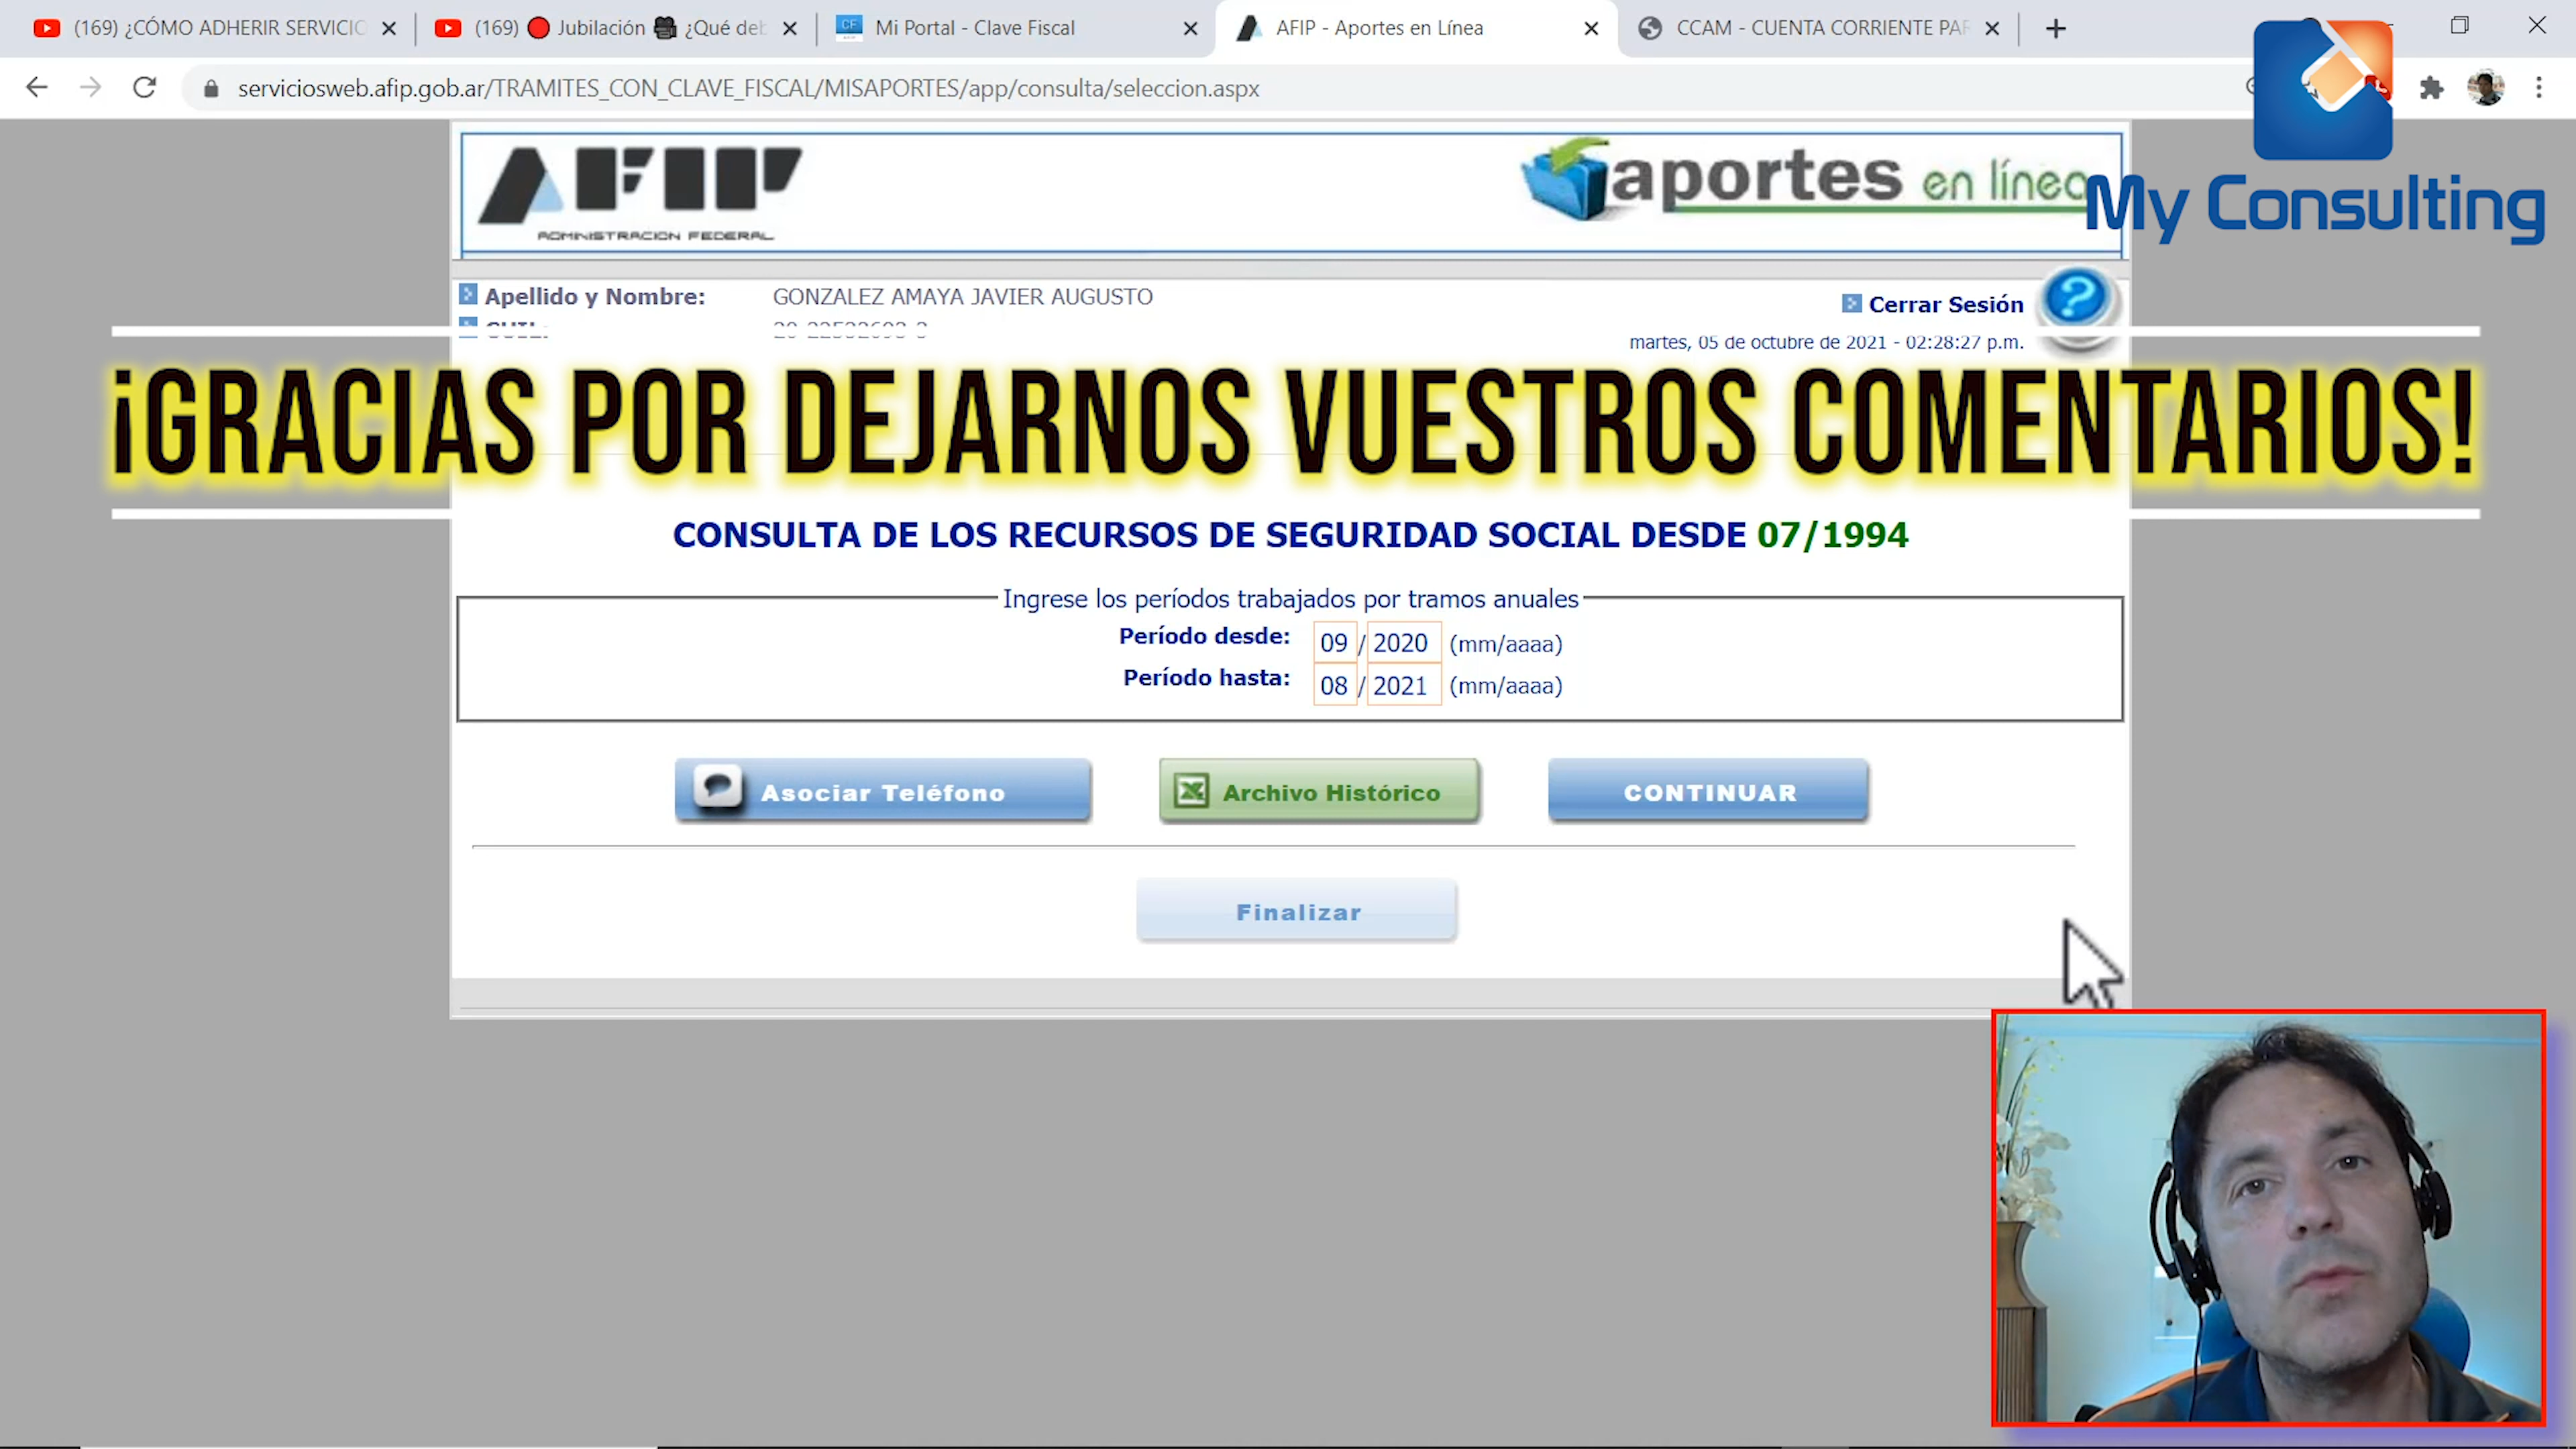 (169) ¿CÓMO ADHERIR SERVICIO
(169) Jubilación ¿Qué deb
Mi Portal - Clave Fiscal
AFIP - Aportes en Línea
CCAM - CUENTA CORRIENTE PAR
serviciosweb.afip.gob.ar/TRAMITES_CON_CLAVE_FISCAL/MISAPORTES/app/consulta/seleccion.aspx
AFIP
ADMINISTRACION FEDERAL
aportes en línea
My Consulting
Apellido y Nombre: GONZALEZ AMAYA JAVIER AUGUSTO
Cerrar Sesión
martes, 05 de octubre de 2021 - 02:28:27 p.m.
¡GRACIAS POR DEJARNOS VUESTROS COMENTARIOS!
CONSULTA DE LOS RECURSOS DE SEGURIDAD SOCIAL DESDE 07/1994
Ingrese los períodos trabajados por tramos anuales
Período desde: 09 / 2020 (mm/aaaa)
Período hasta: 08 / 2021 (mm/aaaa)
Asociar Teléfono
Archivo Histórico
CONTINUAR
Finalizar